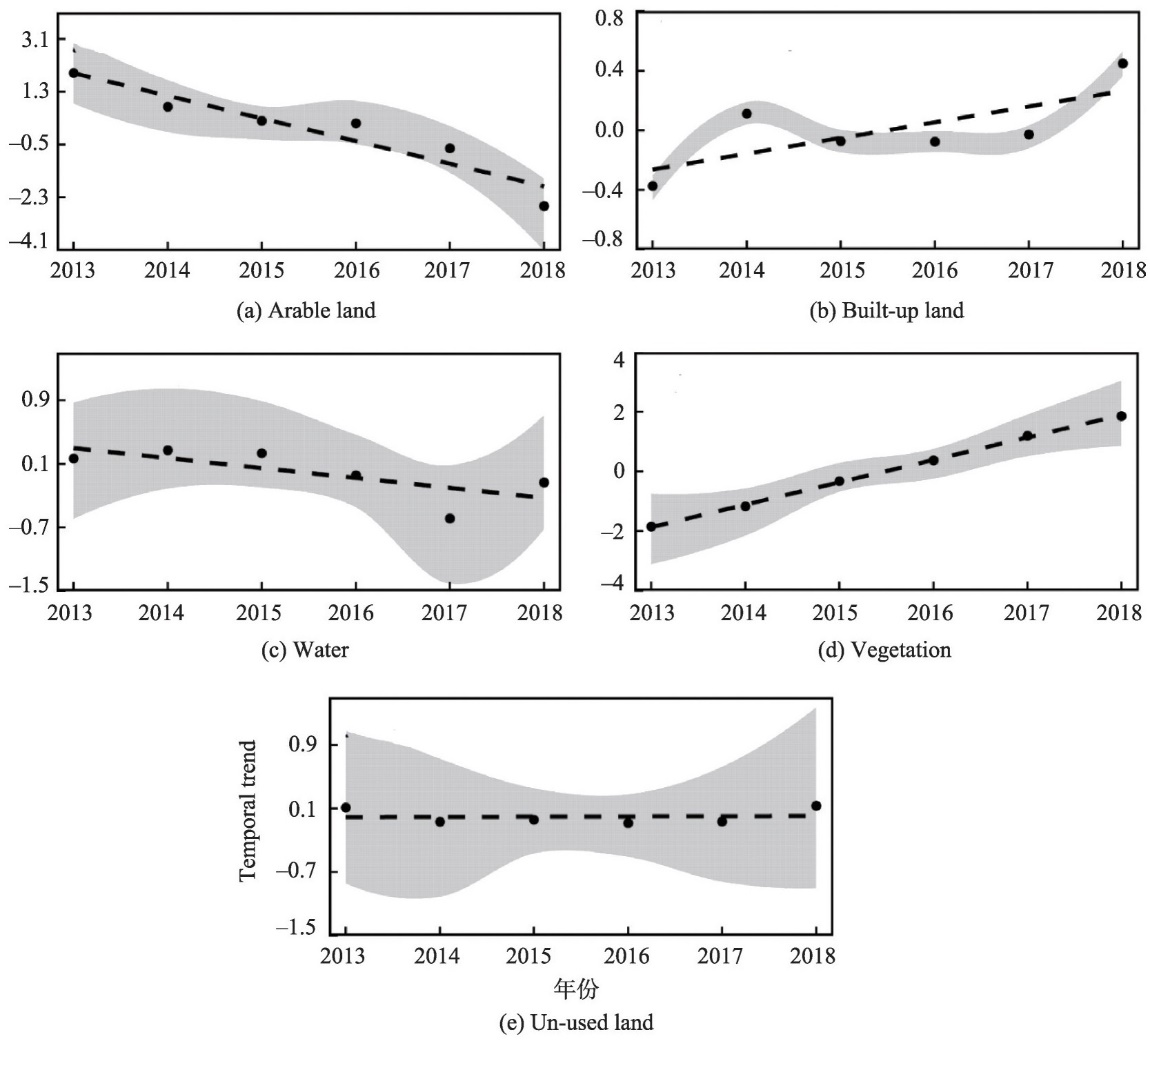 3.1
1.3
−0.5
−2.3
−4.1
2013 2014 2015 2016 2017 2018
(a) Arable land
0.8
0.4
0.0
−0.4
−0.8
2013 2014 2015 2016 2017 2018
(b) Built-up land
0.9
0.1
−0.7
−1.5
2013 2014 2015 2016 2017 2018
(c) Water
4
2
0
−2
−4
2013 2014 2015 2016 2017 2018
(d) Vegetation
Temporal trend
0.9
0.1
−0.7
−1.5
2013 2014 2015 2016 2017 2018
年份
(e) Un-used land